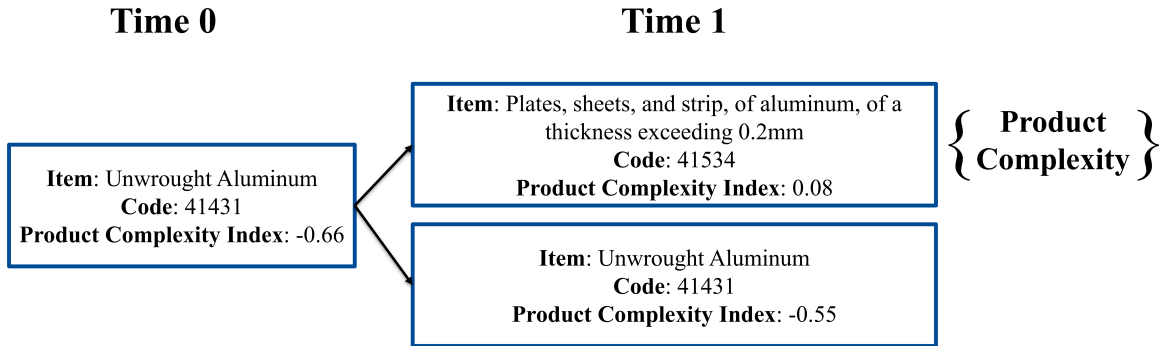 Time 0
Time 1
Item: Unwrought Aluminum
Code: 41431
Product Complexity Index: -0.66
Item: Plates, sheets, and strip, of aluminum, of a
thickness exceeding 0.2mm
Code: 41534
Product Complexity Index: 0.08
{ Product
Complexity }
Item: Unwrought Aluminum
Code: 41431
Product Complexity Index: -0.55